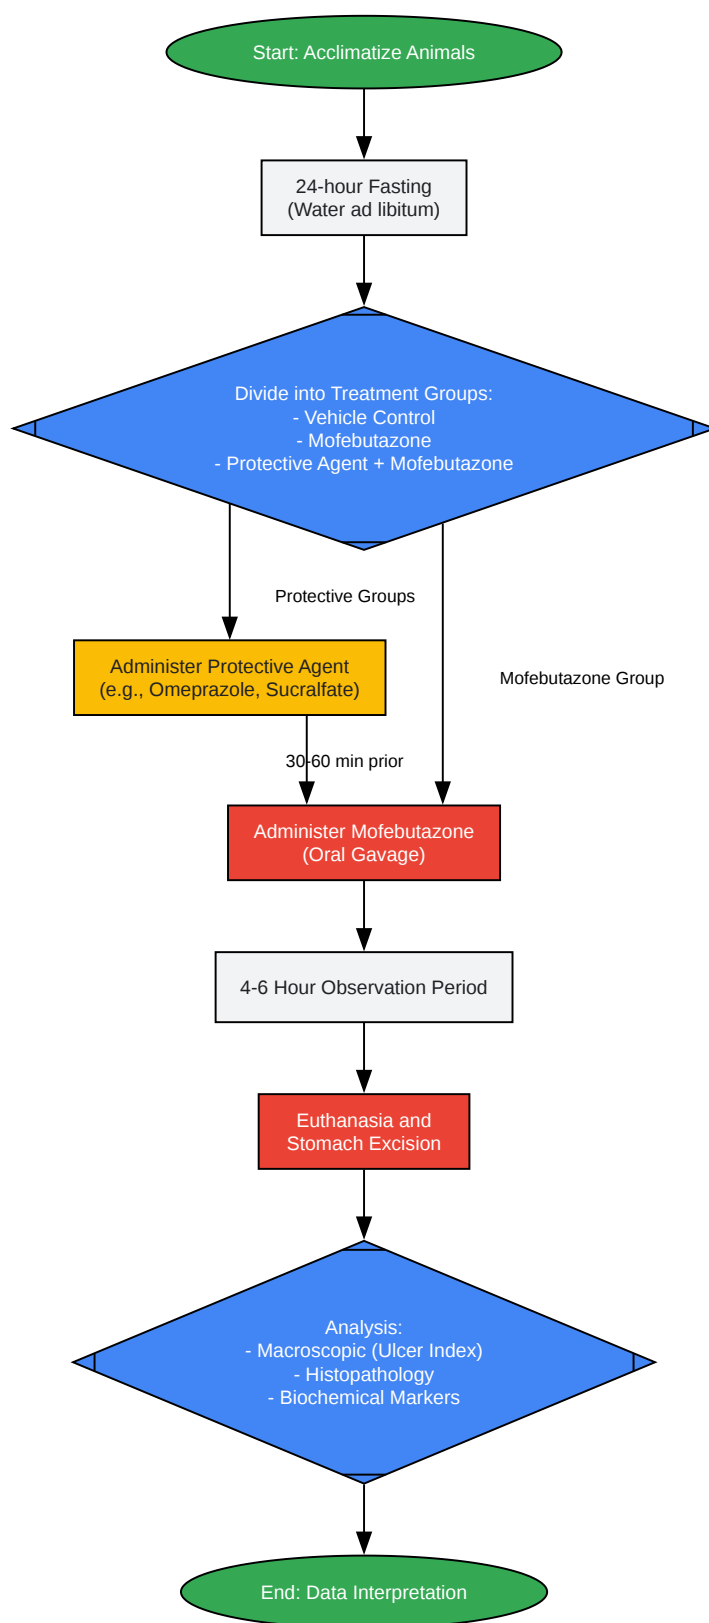 Start: Acclimatize Animals
24-hour Fasting
(Water ad libitum)
Divide into Treatment Groups:
- Vehicle Control
- Mofebutazone
- Protective Agent + Mofebutazone
Protective Groups
Administer Protective Agent
(e.g., Omeprazole, Sucralfate)
Mofebutazone Group
30-60 min prior
Administer Mofebutazone
(Oral Gavage)
4-6 Hour Observation Period
Euthanasia and
Stomach Excision
Analysis:
- Macroscopic (Ulcer Index)
- Histopathology
- Biochemical Markers
End: Data Interpretation